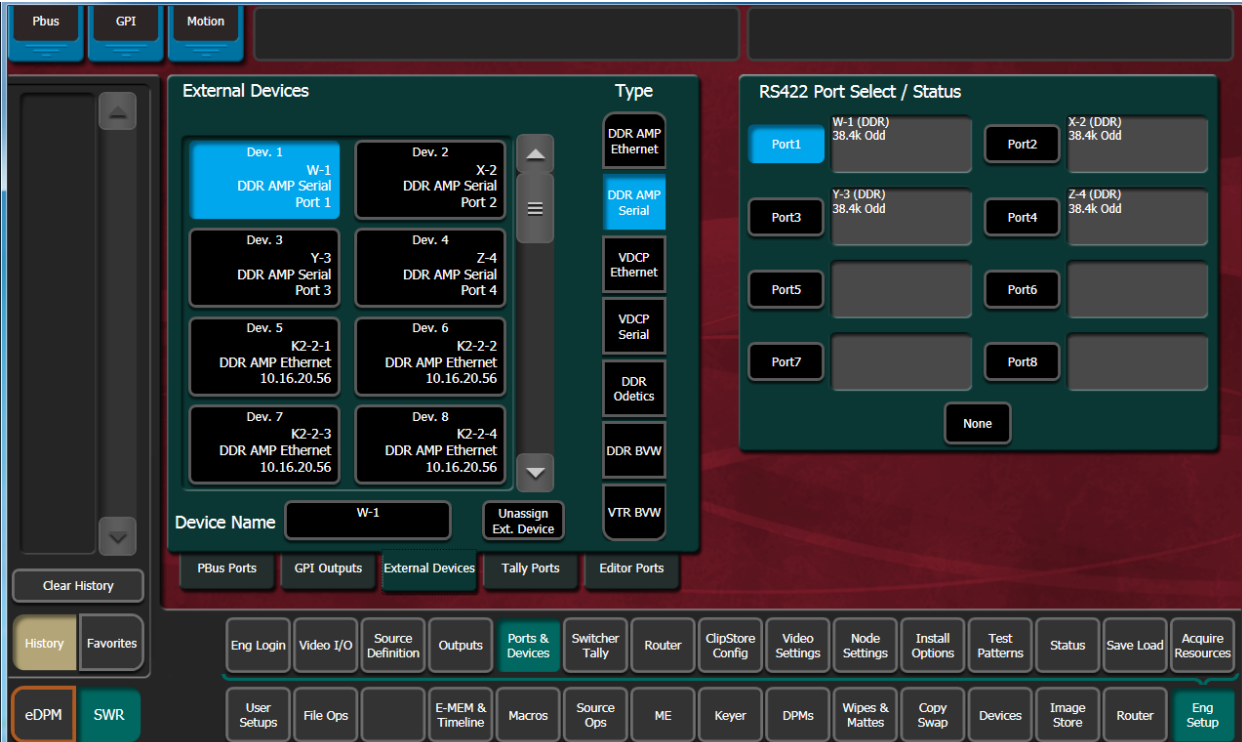 Pbus
GPI
Motion
External Devices
Type
RS422 Port Select / Status
Dev. 1
W-1
DDR AMP Serial
Port 1
Dev. 2
X-2
DDR AMP Serial
Port 2
Dev. 3
Y-3
DDR AMP Serial
Port 3
Dev. 4
Z-4
DDR AMP Serial
Port 4
Dev. 5
K2-2-1
DDR AMP Ethernet
10.16.20.56
Dev. 6
K2-2-2
DDR AMP Ethernet
10.16.20.56
Dev. 7
K2-2-3
DDR AMP Ethernet
10.16.20.56
Dev. 8
K2-2-4
DDR AMP Ethernet
10.16.20.56
Device Name
W-1
Unassign
Ext. Device
DDR AMP
Ethernet
DDR AMP
Serial
VDCP
Ethernet
VDCP
Serial
DDR
Odetics
DDR BVW
VTR BVW
Port1
W-1 (DDR)
38.4k Odd
Port2
X-2 (DDR)
38.4k Odd
Port3
Y-3 (DDR)
38.4k Odd
Port4
Z-4 (DDR)
38.4k Odd
Port5
Port6
Port7
Port8
None
PBus Ports
GPI Outputs
External Devices
Tally Ports
Editor Ports
Clear History
History
Favorites
Eng Login
Video I/O
Source
Definition
Outputs
Ports &
Devices
Switcher
Tally
Router
ClipStore
Config
Video
Settings
Node
Settings
Install
Options
Test
Patterns
Status
Save Load
Acquire
Resources
eDPM
SWR
User
Setups
File Ops
E-MEM &
Timeline
Macros
Source
Ops
ME
Keyer
DPMs
Wipes &
Mattes
Copy
Swap
Devices
Image
Store
Router
Eng
Setup